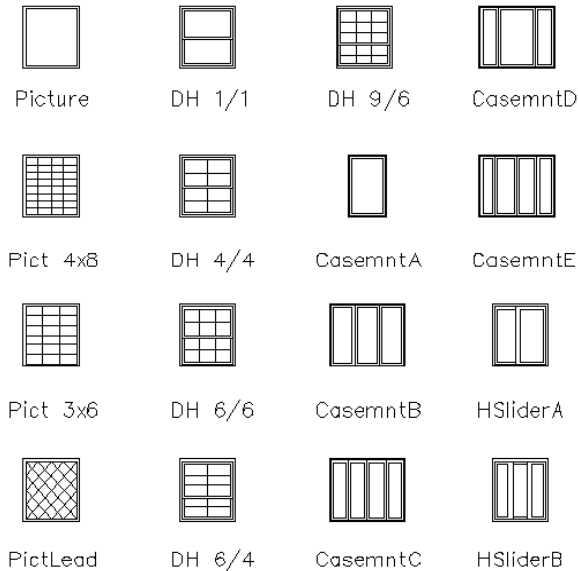 Picture DH 1/1 DH 9/6 CasemntD
Pict 4x8 DH 4/4 CasemntA CasemntE
Pict 3x6 DH 6/6 CasemntB HSliderA
PictLead DH 6/4 CasemntC HSliderB